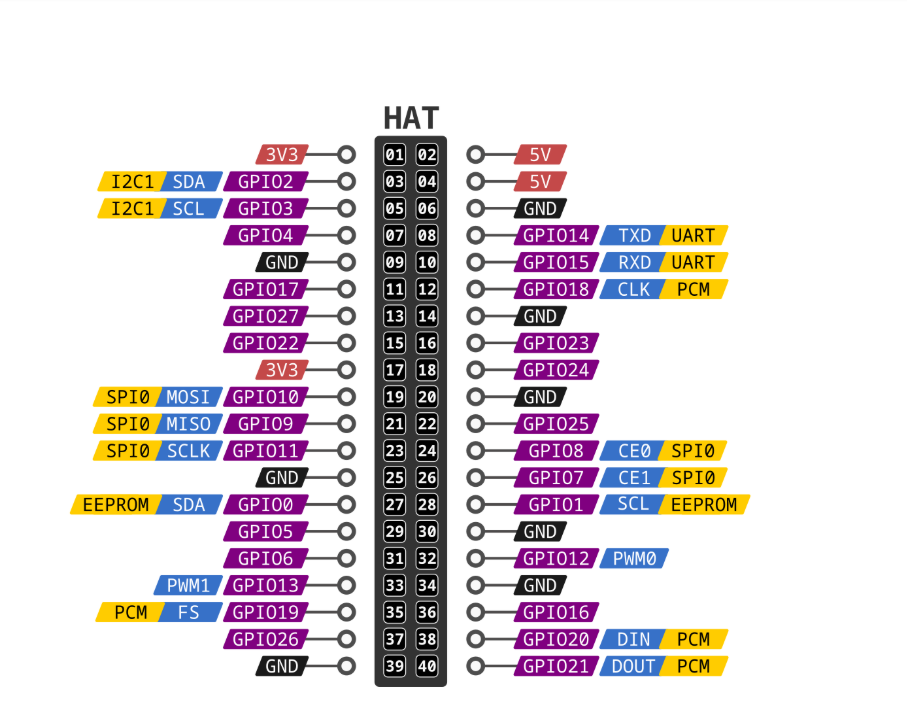 HAT
3V3 01 02 5V
I2C1 SDA GPIO2 03 04 5V
I2C1 SCL GPIO3 05 06 GND
GPIO4 07 08 GPIO14 TXD UART
GND 09 10 GPIO15 RXD UART
GPIO17 11 12 GPIO18 CLK PCM
GPIO27 13 14 GND
GPIO22 15 16 GPIO23
3V3 17 18 GPIO24
SPI0 MOSI GPIO10 19 20 GND
SPI0 MISO GPIO9 21 22 GPIO25
SPI0 SCLK GPIO11 23 24 GPIO8 CE0 SPI0
GND 25 26 GPIO7 CE1 SPI0
EEPROM SDA GPIO0 27 28 GPIO1 SCL EEPROM
GPIO5 29 30 GND
GPIO6 31 32 GPIO12 PWM0
PWM1 GPIO13 33 34 GND
PCM FS GPIO19 35 36 GPIO16
GPIO26 37 38 GPIO20 DIN PCM
GND 39 40 GPIO21 DOUT PCM